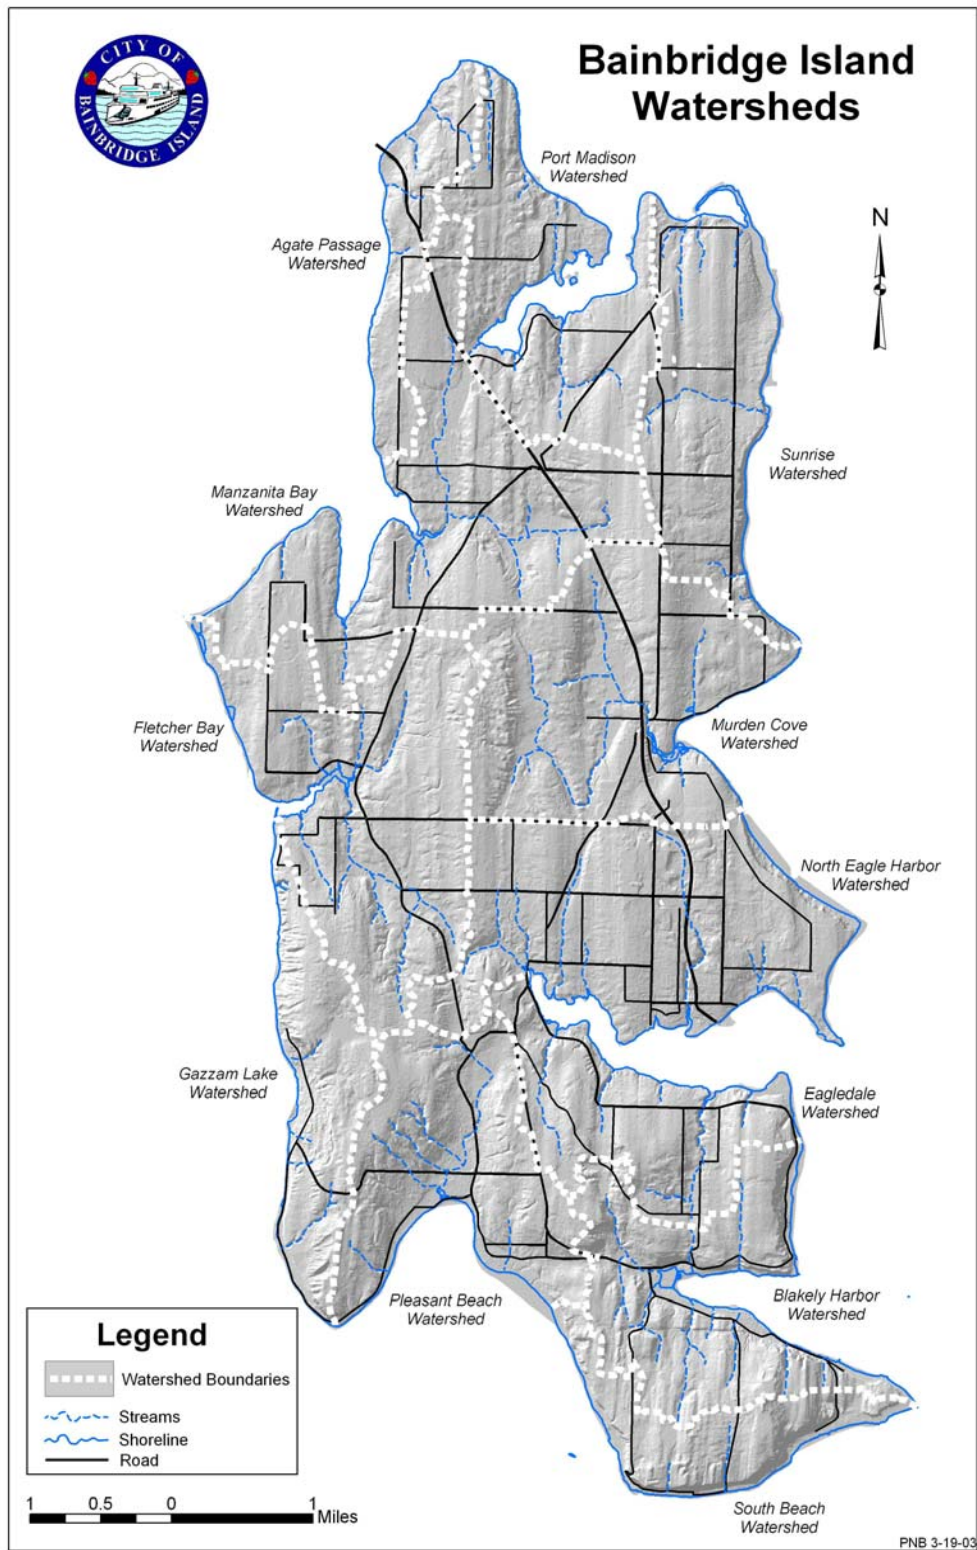 CITY OF
BAINBRIDGE ISLAND
Bainbridge Island
Watersheds
Port Madison
Watershed
N
Agate Passage
Watershed
Sunrise
Watershed
Manzanita Bay
Watershed
Fletcher Bay
Watershed
Murden Cove
Watershed
North Eagle Harbor
Watershed
Gazzam Lake
Watershed
Eagledale
Watershed
Pleasant Beach
Watershed
Blakely Harbor
Watershed
Legend
Watershed Boundaries
Streams
Shoreline
Road
1 0.5 0 1
Miles
South Beach
Watershed
PNB 3-19-03